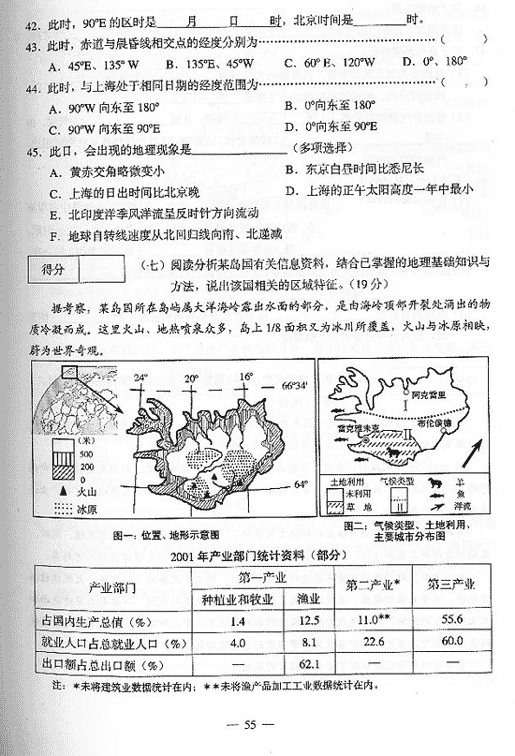 42. 此时，90°E的区时是____月____日____时，北京时间是________时。
43. 此时，赤道与晨昏线相交点的经度分别为……………………………（ ）
A. 45°E、135° W B. 135°E、45°W C. 60° E、120°W D. 0°、180°
44. 此时，与上海处于相同日期的经度范围为……………………………（ ）
A. 90°W 向东至 180° B. 0°向东至 180°
C. 90°W 向东至 90°E D. 0°向东至 90°E
45. 此日，会出现的地理现象是______________（多项选择）
A. 黄赤交角略微变小 B. 东京白昼时间比悉尼长
C. 上海的日出时间比北京晚 D. 上海的正午太阳高度一年中最小
E. 北印度洋季风洋流呈反时针方向流动
F. 地球自转线速度从北回归线向南、北递减
得分
（七）阅读分析某岛国有关信息资料，结合已掌握的地理基础知识与
方法，说出该国相关的区域特征。（19 分）
据考察，某岛国所在岛屿属大洋海岭露出水面的部分，是由海岭顶部开裂处涌出的物
质冷凝而成。这里火山、地热喷泉众多，岛上 1/8 面积又为冰川所覆盖，火山与冰原相映，
蔚为世界奇观。
24° 20° 16° 66°34′
64°
(米)
500
200
0
火山
冰原
图一：位置、地形示意图
阿克雷里
I
布伦侯德
雷克雅未克
II
土地利用 气候类型 羊
未利用 I 鱼
草 地 II 洋流
图二：气候类型、土地利用、
主要城市分布图
2001 年产业部门统计资料（部分）
产业部门 第一产业 第二产业* 第三产业
种植业和牧业 渔业
占国内生产总值（%） 1.4 12.5 11.0** 55.6
就业人口占总就业人口（%） 4.0 8.1 22.6 60.0
出口额占总出口额（%） — 62.1 — —
注：*未将建筑业数据统计在内；**未将渔产品加工工业数据统计在内。
— 55 —